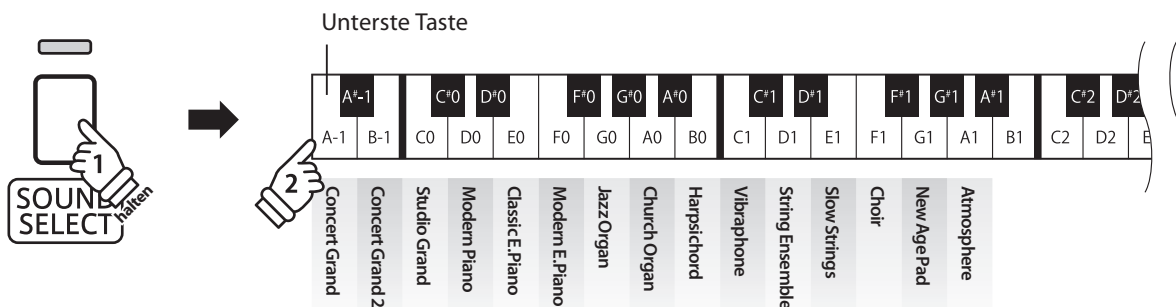 Unterste Taste
A#-1 C#0 D#0 F#0 G#0 A#0 C#1 D#1 F#1 G#1 A#1 C#2 D#2
A-1 B-1 C0 D0 E0 F0 G0 A0 B0 C1 D1 E1 F1 G1 A1 B1 C2 D2 E
1
2
halten
SOUND
SELECT
Concert Grand
Concert Grand 2
Studio Grand
Modern Piano
Classic E.Piano
Modern E.Piano
Jazz Organ
Church Organ
Harpsichord
Vibraphone
String Ensemble
Slow Strings
Choir
New Age Pad
Atmosphere